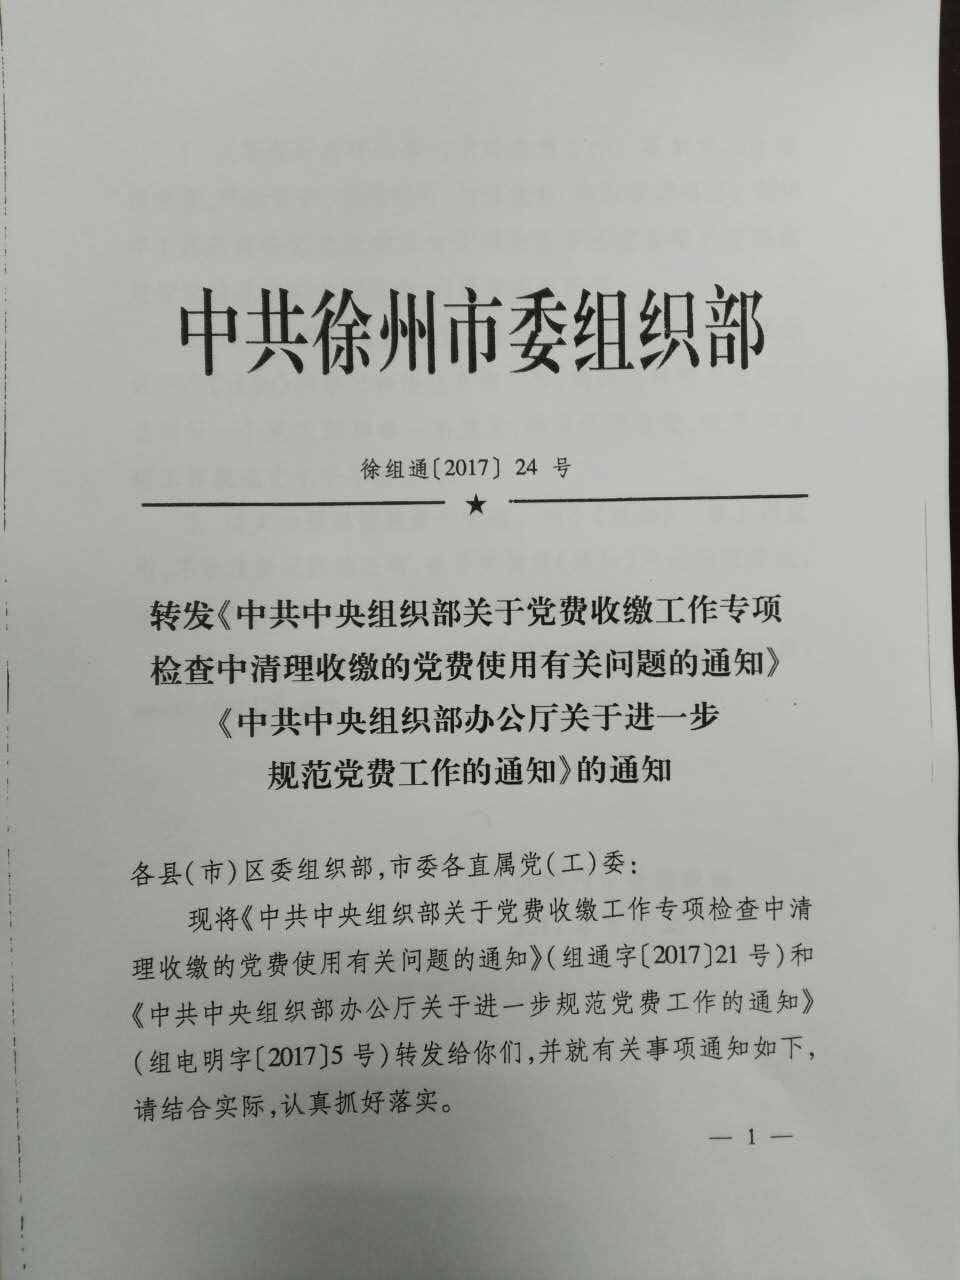 中共徐州市委组织部
徐组通〔2017〕24 号
转发《中共中央组织部关于党费收缴工作专项
检查中清理收缴的党费使用有关问题的通知》
《中共中央组织部办公厅关于进一步
规范党费工作的通知》的通知
各县(市)区委组织部,市委各直属党(工)委:
现将《中共中央组织部关于党费收缴工作专项检查中清
理收缴的党费使用有关问题的通知》(组通字〔2017〕21 号)和
《中共中央组织部办公厅关于进一步规范党费工作的通知》
(组电明字〔2017〕5 号)转发给你们,并就有关事项通知如下,
请结合实际,认真抓好落实。
— 1 —